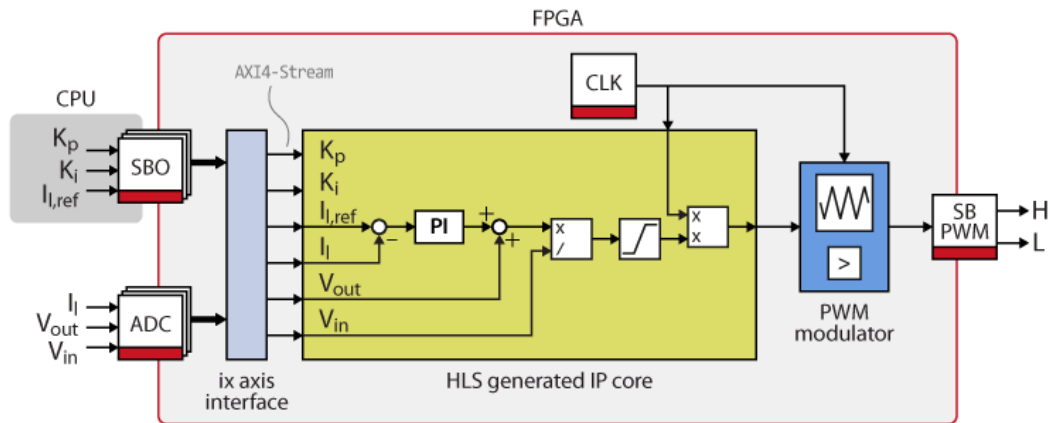 FPGA
AXI4-Stream
CLK
CPU
Kp
Ki
Il,ref
SBO
Kp
Ki
Il,ref
Il
Vout
Vin
−
PI
+
+
x
/
x
x
>
PWM
modulator
SB
PWM
H
L
Il
Vout
Vin
ADC
ix axis
interface
HLS generated IP core